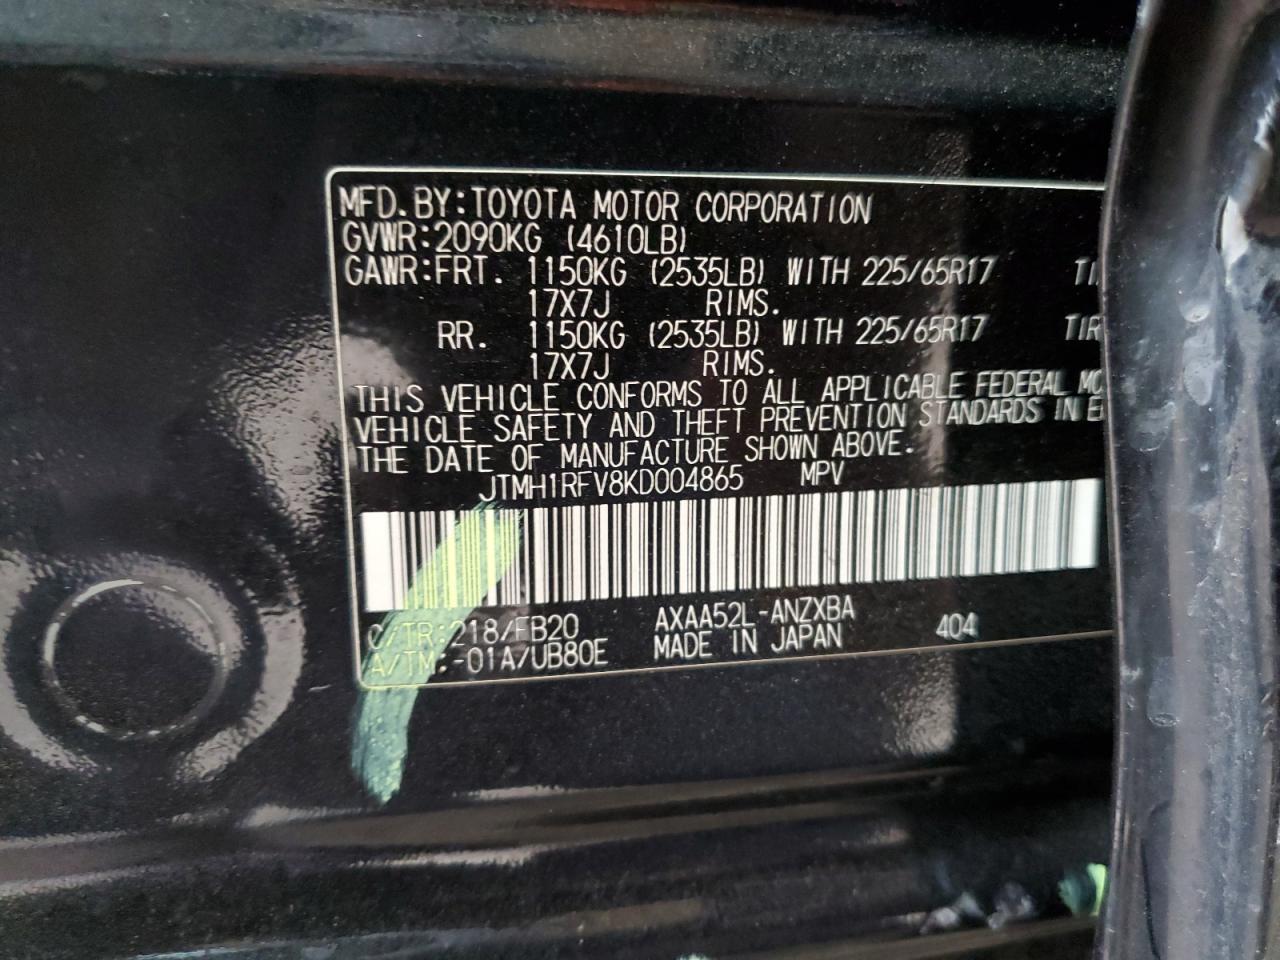 MFD. BY: TOYOTA MOTOR CORPORATION
GVWR: 2090KG (4610LB)
GAWR: FRT. 1150KG (2535LB) WITH 225/65R17
17X7J RIMS.
RR. 1150KG (2535LB) WITH 225/65R17 TIR
17X7J RIMS.
THIS VEHICLE CONFORMS TO ALL APPLICABLE FEDERAL MO
VEHICLE SAFETY AND THEFT PREVENTION STANDARDS IN
THE DATE OF MANUFACTURE SHOWN ABOVE.
JTMH1RFV8KD004865 MPV
C/TR: 218/FB20 AXAA52L-ANZXBA 404
A/TM: -01A/UB80E MADE IN JAPAN